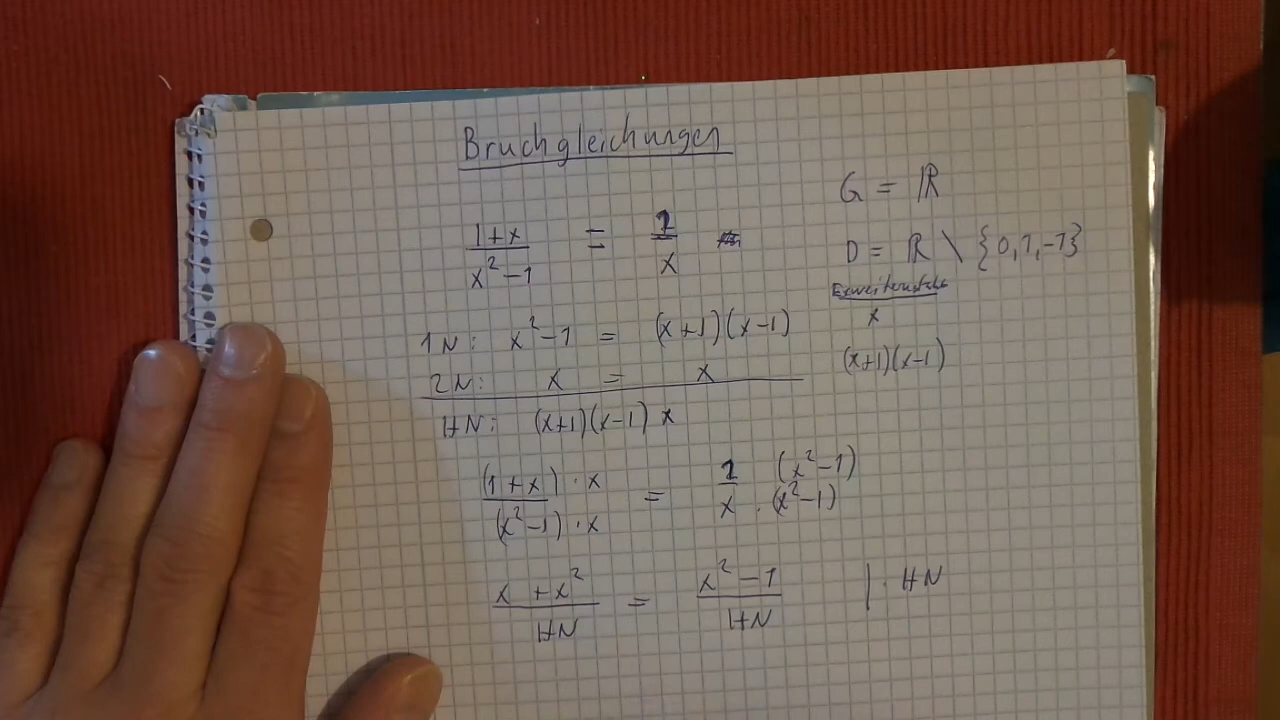 Bruchgleichungen
G = ℝ
(1+x)/(x² − 1) = 1/x
D = ℝ \ {0, 1, −1}
x
1N: x² − 1 = (x+1)(x−1)
(x+1)(x−1)
2N: x = x
HN: (x+1)(x−1) x
((1+x) · x)/((x² − 1) · x) = (1 (x² − 1))/(x · (x² − 1))
(x + x²)/HN = (x² − 1)/HN | · HN